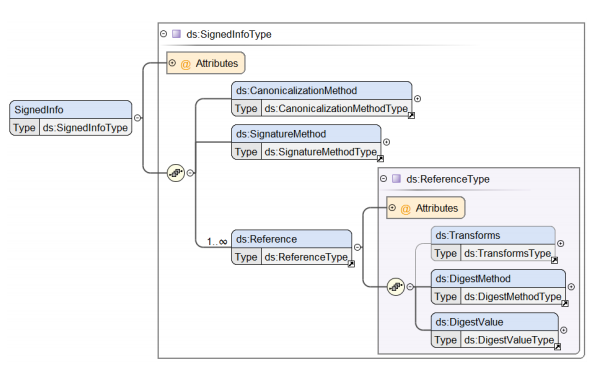 ds:SignedInfoType
@ Attributes
ds:CanonicalizationMethod
Type ds:CanonicalizationMethodType
SignedInfo
Type ds:SignedInfoType
ds:SignatureMethod
Type ds:SignatureMethodType
ds:ReferenceType
@ Attributes
1..∞
ds:Reference
Type ds:ReferenceType
ds:Transforms
Type ds:TransformsType
ds:DigestMethod
Type ds:DigestMethodType
ds:DigestValue
Type ds:DigestValueType